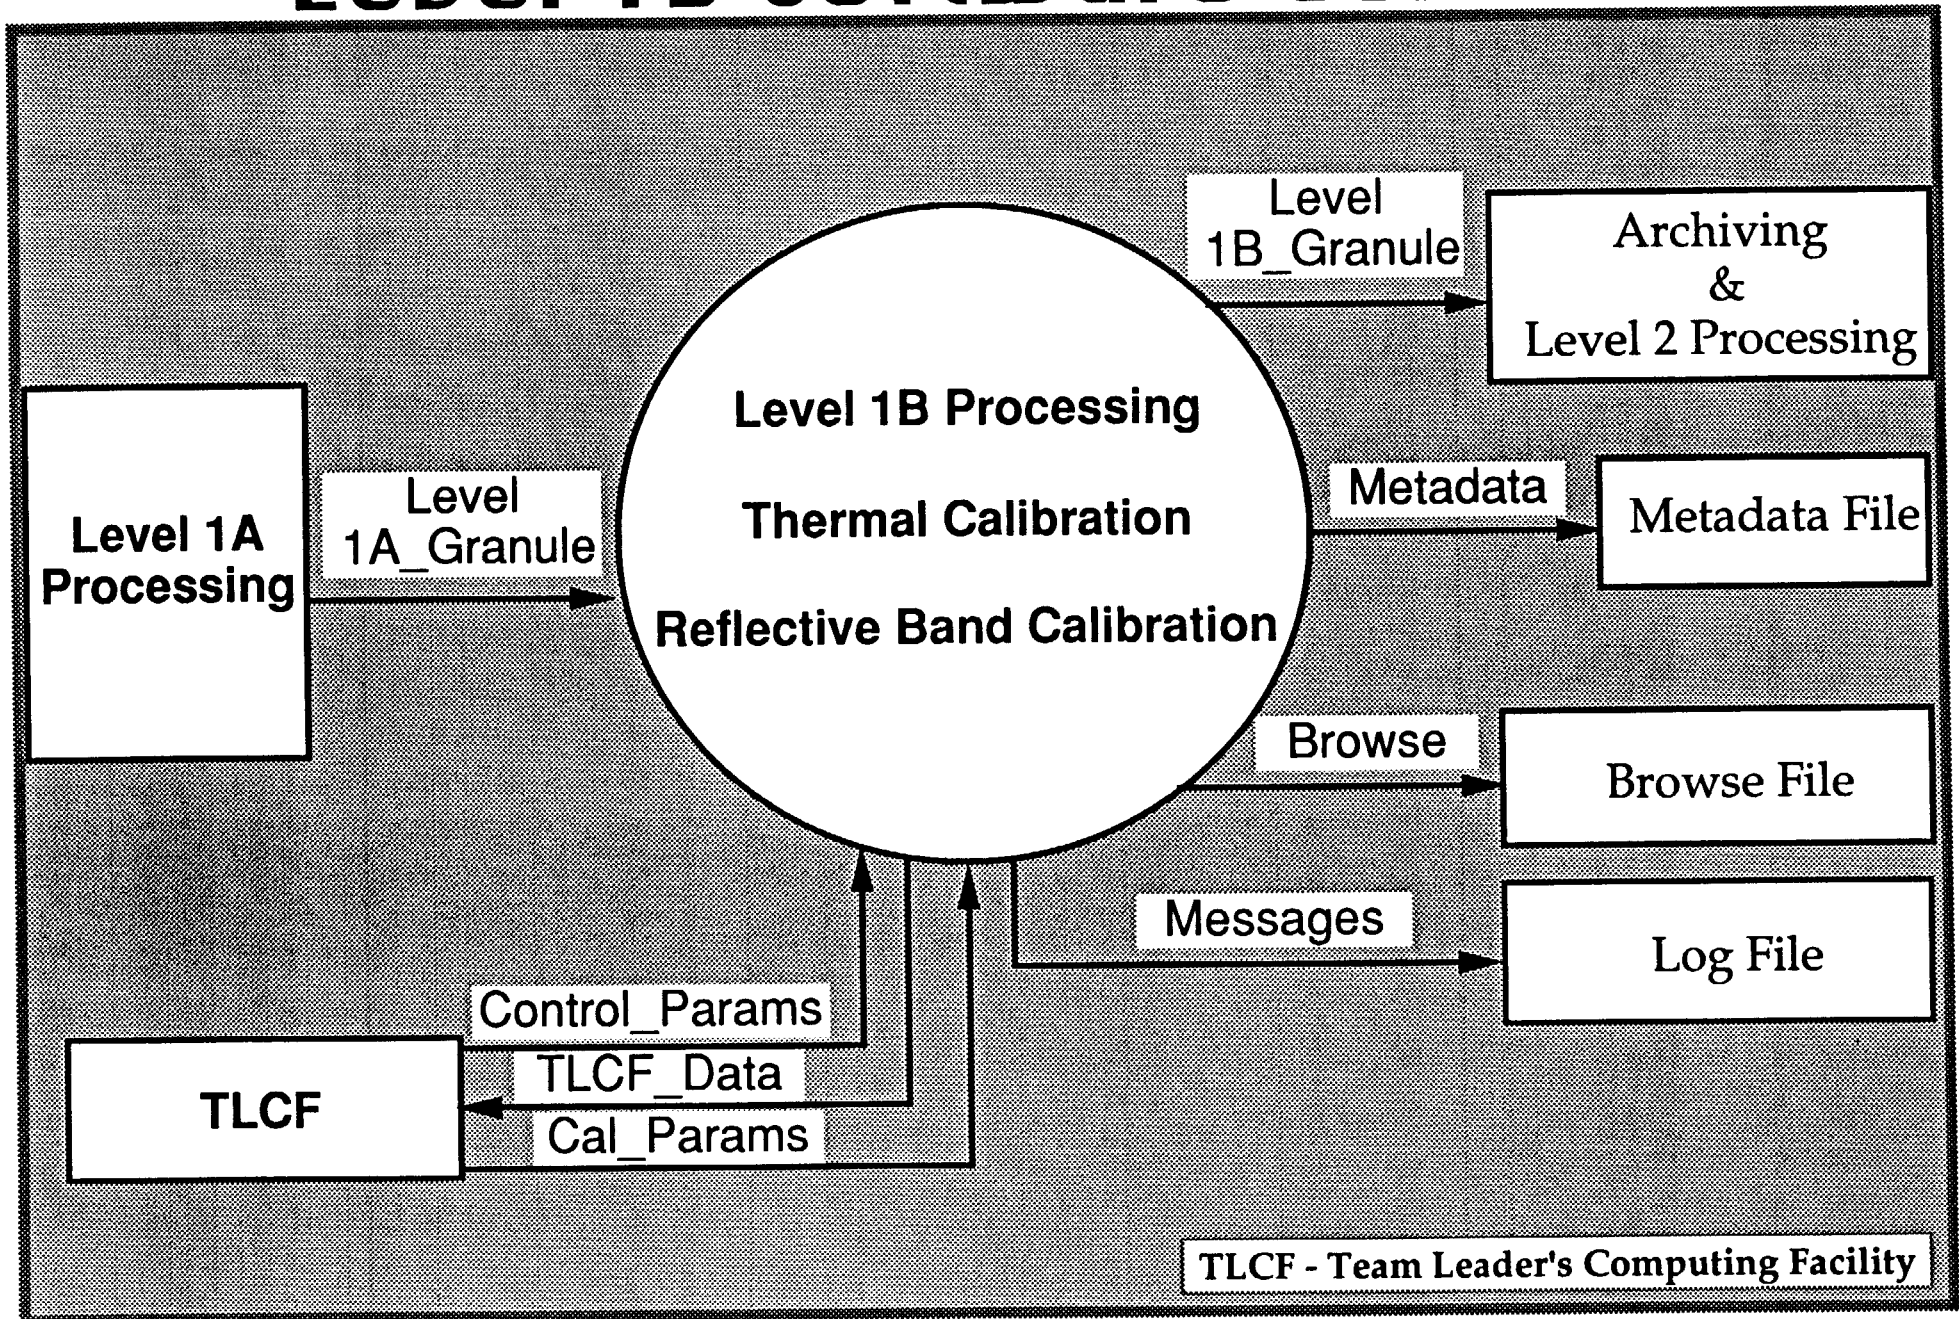 Level
1B_Granule
Archiving
&
Level 2 Processing
Level 1B Processing
Thermal Calibration
Reflective Band Calibration
Level 1A
Processing
Level
1A_Granule
Metadata
Metadata File
Browse
Browse File
Messages
Log File
Control_Params
TLCF_Data
Cal_Params
TLCF
TLCF - Team Leader's Computing Facility